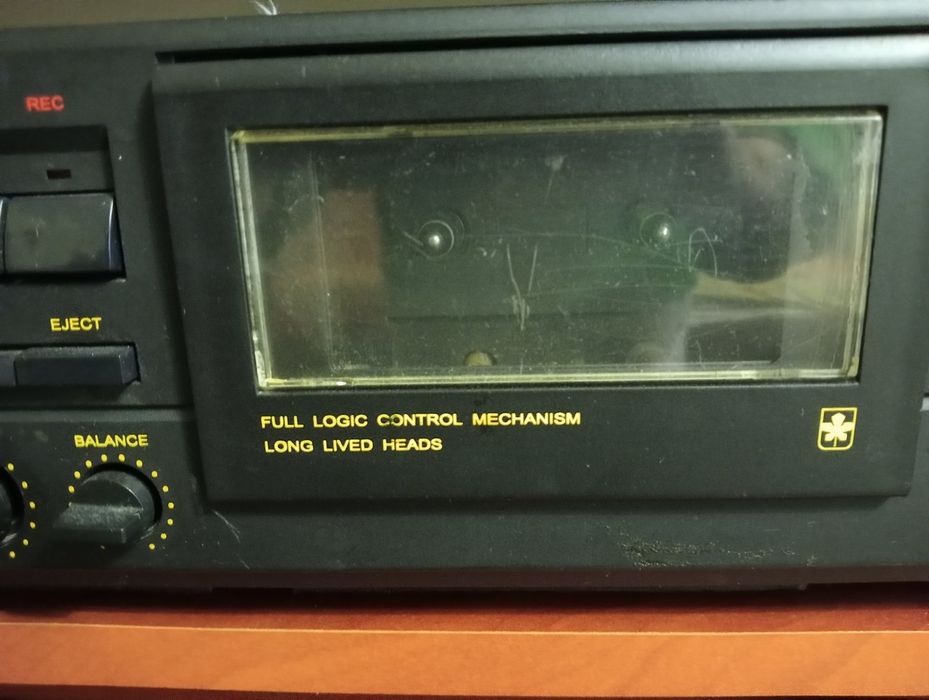 REC
EJECT
BALANCE
FULL LOGIC CONTROL MECHANISM
LONG LIVED HEADS